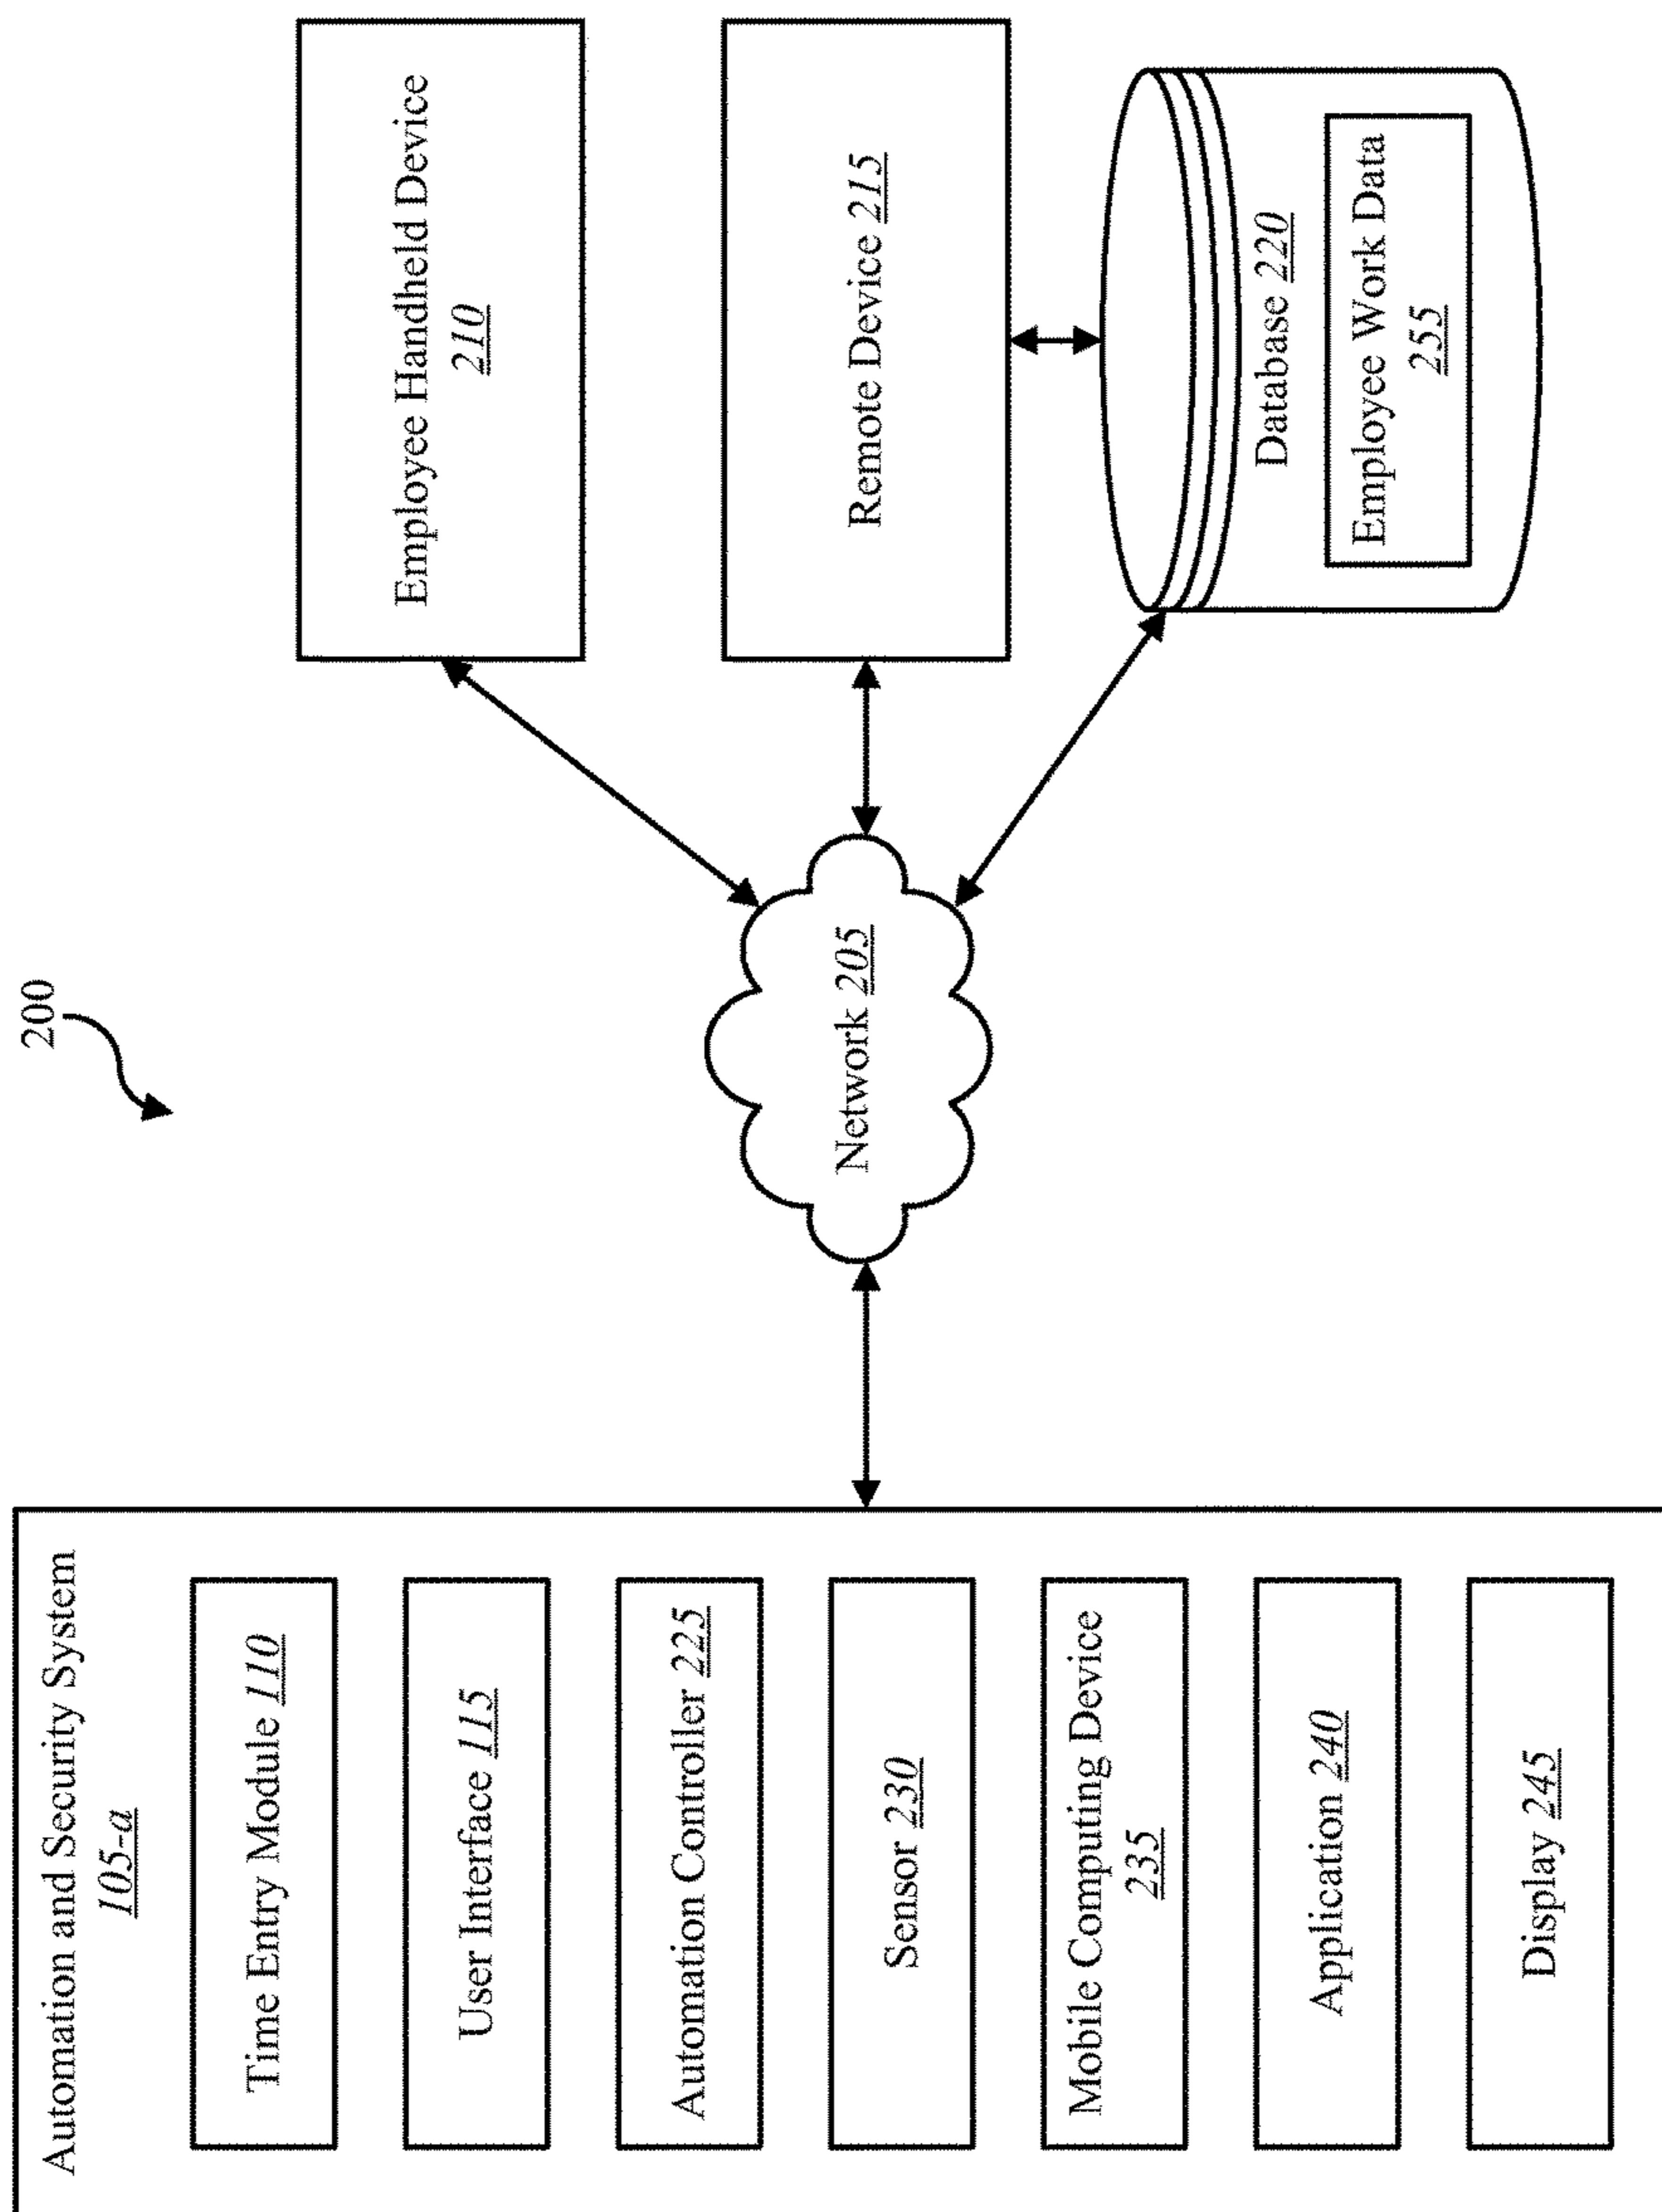 200
Automation and Security System
105-a
Time Entry Module 110
User Interface 115
Automation Controller 225
Sensor 230
Mobile Computing Device
235
Application 240
Display 245
Network 205
Employee Handheld Device
210
Remote Device 215
Database 220
Employee Work Data
255